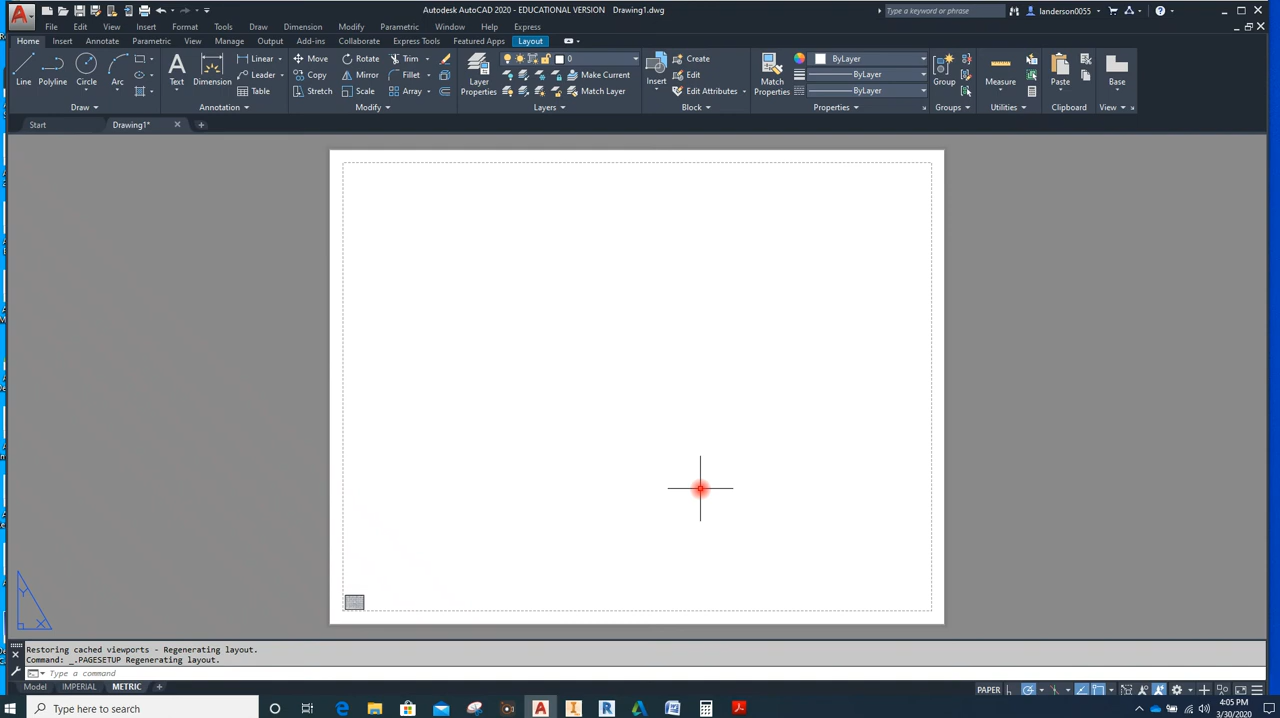 Autodesk AutoCAD 2020 - EDUCATIONAL VERSION Drawing1.dwg
Type a keyword or phrase
landerson0055
File Edit View Insert Format Tools Draw Dimension Modify Parametric Window Help Express
Home Insert Annotate Parametric View Manage Output Add-ins Collaborate Express Tools Featured Apps Layout
Line Polyline Circle Arc
Draw
Text Dimension
Linear
Leader
Table
Annotation
Move Rotate Trim
Copy Mirror Fillet
Stretch Scale Array
Modify
Layer Properties
0
Make Current
Match Layer
Layers
Insert
Create
Edit
Edit Attributes
Block
Match Properties
ByLayer
ByLayer
ByLayer
Properties
Group
Groups
Measure
Utilities
Paste
Clipboard
Base
View
Start Drawing1*
Y
X
Restoring cached viewports - Regenerating layout.
Command: _.PAGESETUP Regenerating layout.
Type a command
Model IMPERIAL METRIC
PAPER
Type here to search
4:05 PM
3/30/2020